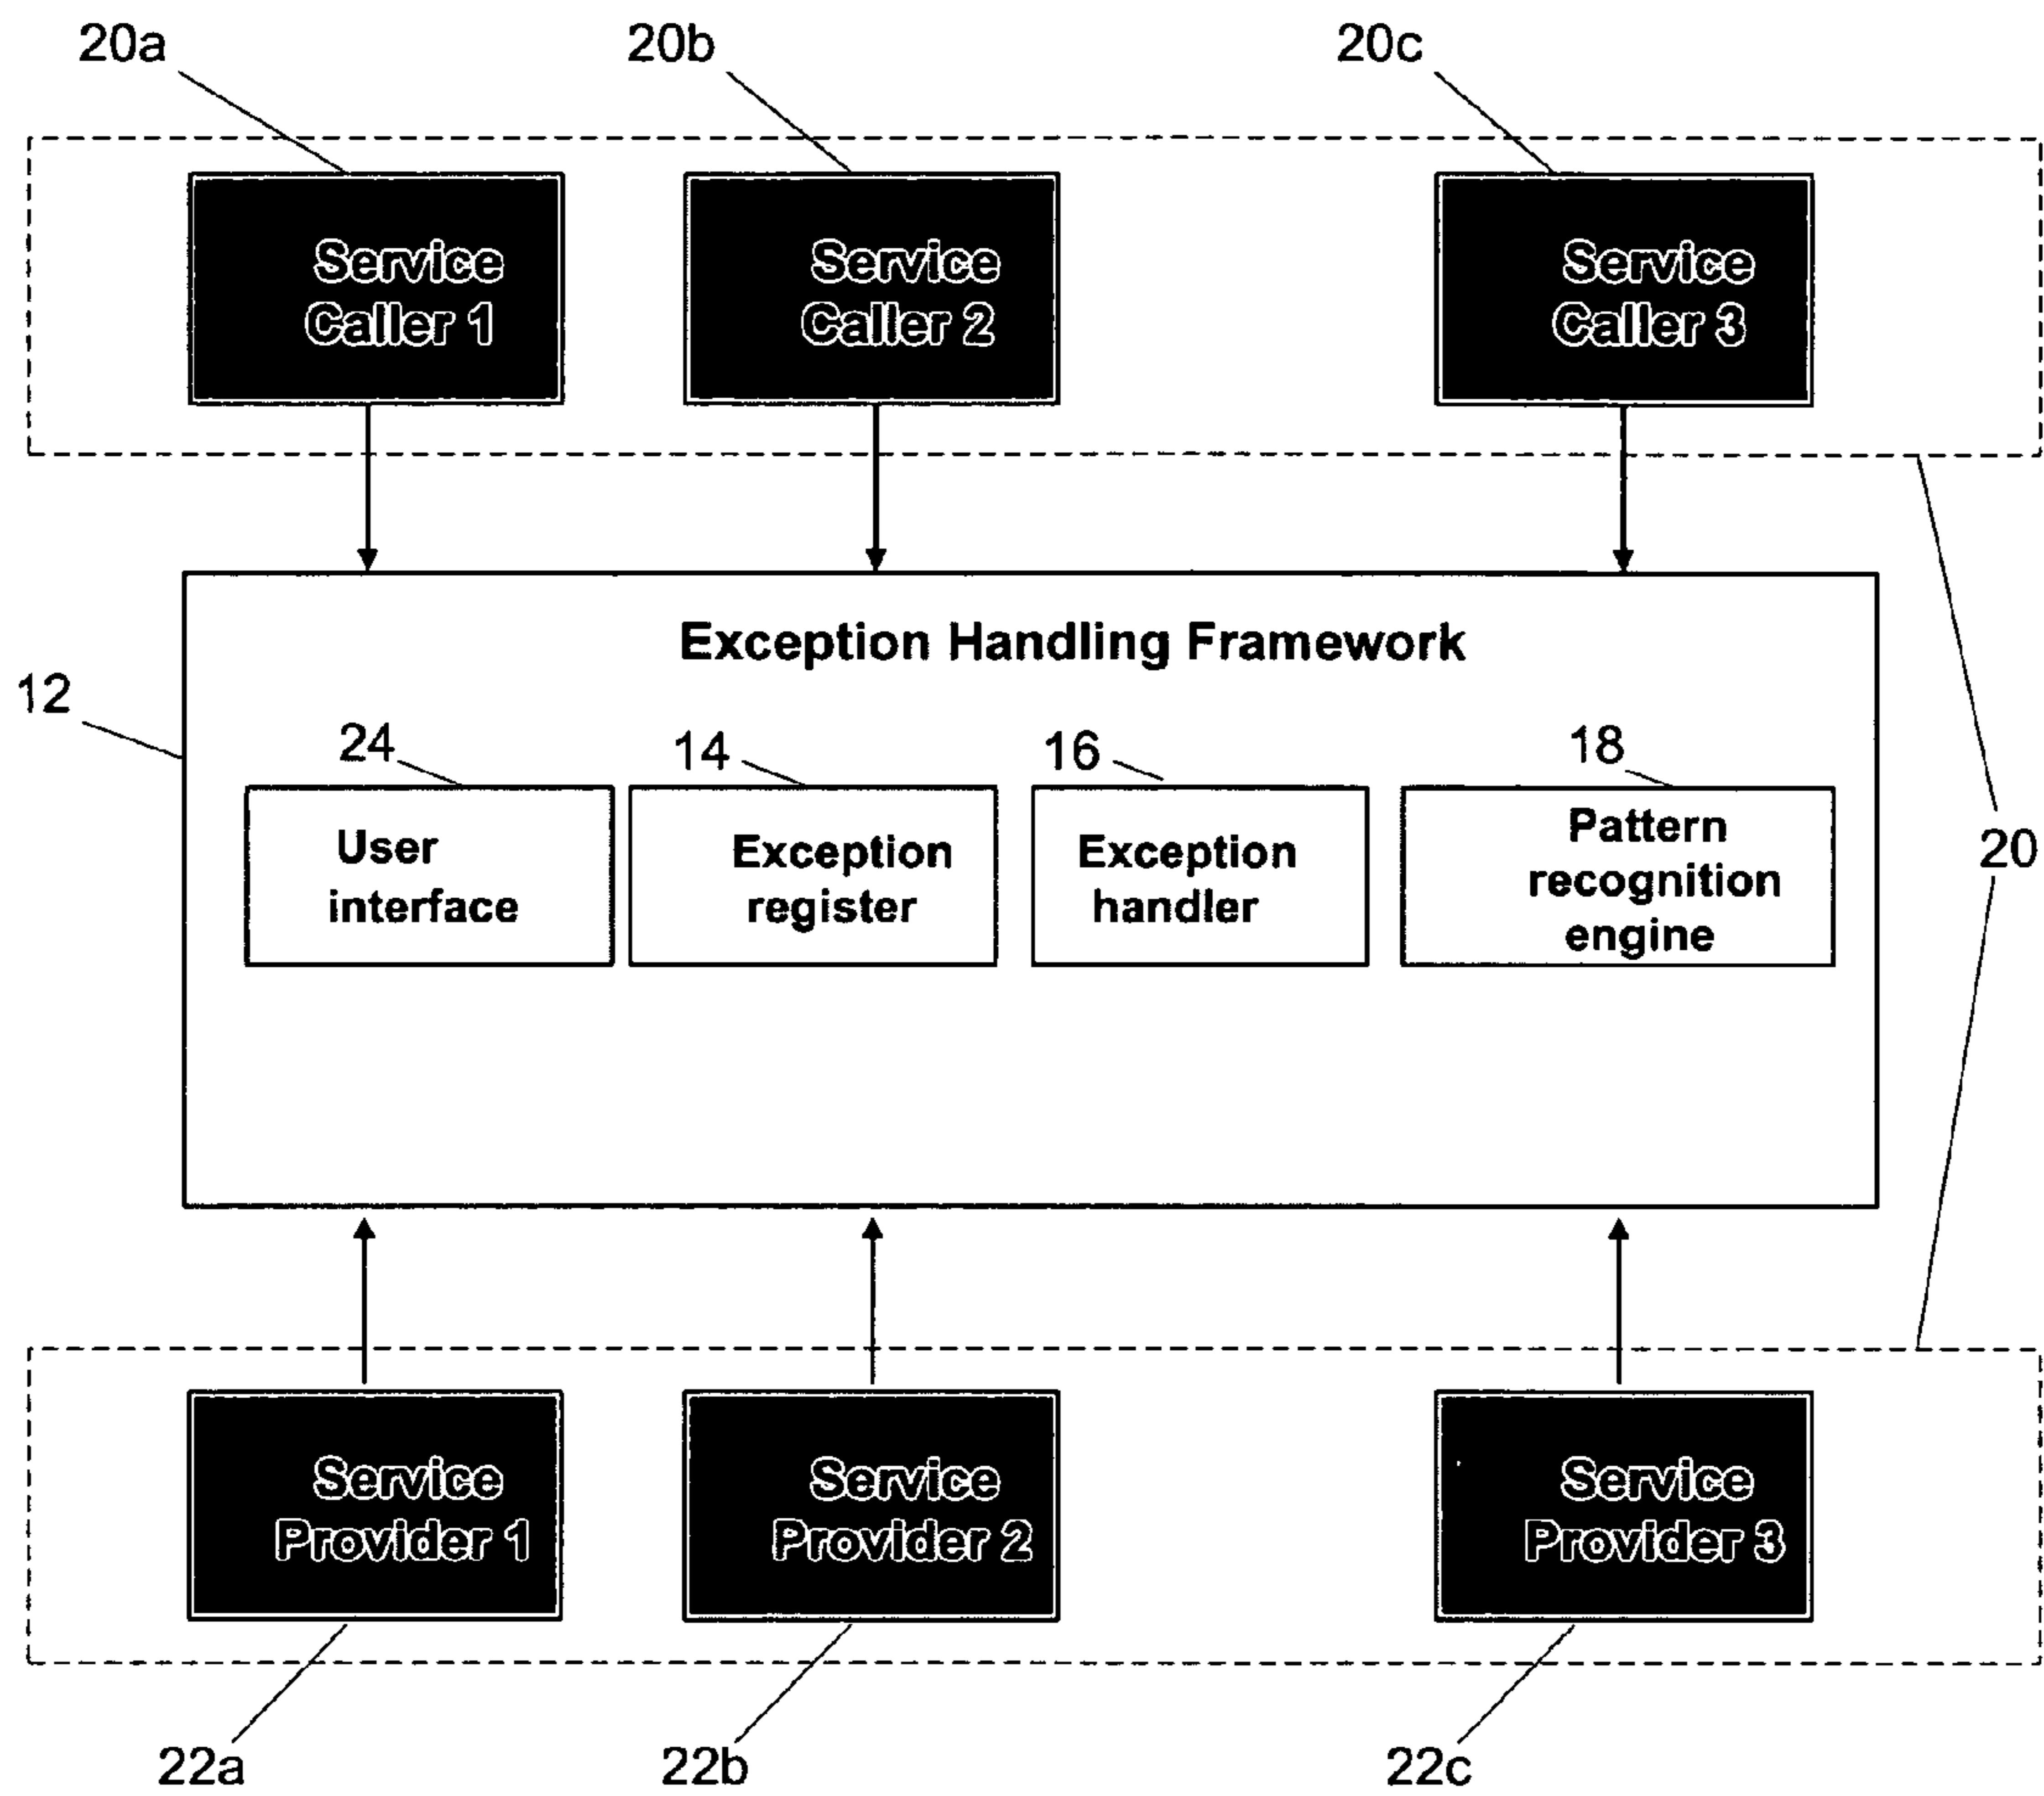 20a
20b
20c
Service
Caller 1
Service
Caller 2
Service
Caller 3
Exception Handling Framework
12
24
14
16
18
User
interface
Exception
register
Exception
handler
Pattern
recognition
engine
20
Service
Provider 1
Service
Provider 2
Service
Provider 3
22a
22b
22c